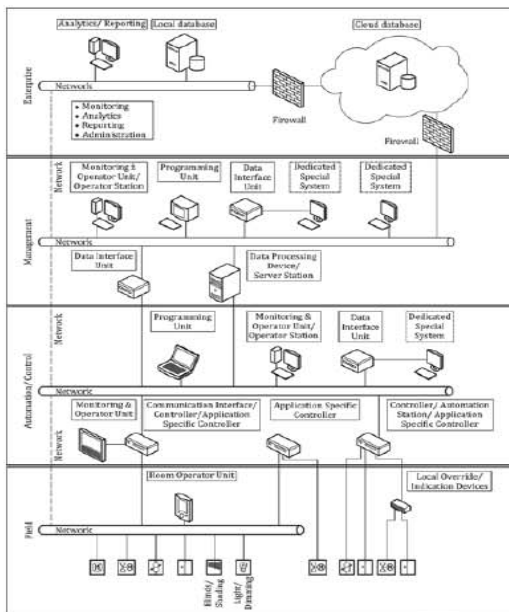 Analytics/ Reporting
Local database
Cloud database
Enterprise
Network
Firewall
• Monitoring
• Analytics
• Reporting
• Administration
Firewall
Network
Monitoring &
Operator Unit/
Operator Station
Programming
Unit
Data
Interface
Unit
Dedicated
Special
System
Dedicated
Special
System
Management
Network
Data Interface
Unit
Data Processing
Device/
Server Station
Network
Programming
Unit
Monitoring &
Operator Unit/
Operator Station
Data
Interface
Unit
Dedicated
Special
System
Automation/Control
Network
Monitoring &
Operator Unit
Communication Interface/
Controller/Application
Specific Controller
Application Specific
Controller
Controller/ Automation
Station/ Application
Specific Controller
Network
Room Operator Unit
Local Override/
Indication Devices
Field
Network
Blinds/
Shading
Light/
Dimming